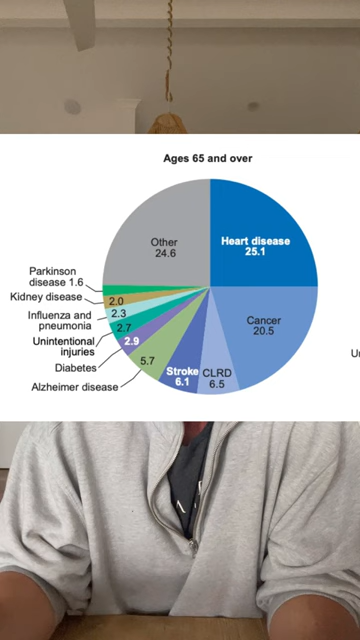 Ages 65 and over
Other
24.6
Heart disease
25.1
Parkinson
disease 1.6
Kidney disease
2.0
Influenza and
pneumonia
2.3
Unintentional
injuries
2.7
Diabetes
2.9
Alzheimer disease
5.7
Stroke
6.1
CLRD
6.5
Cancer
20.5